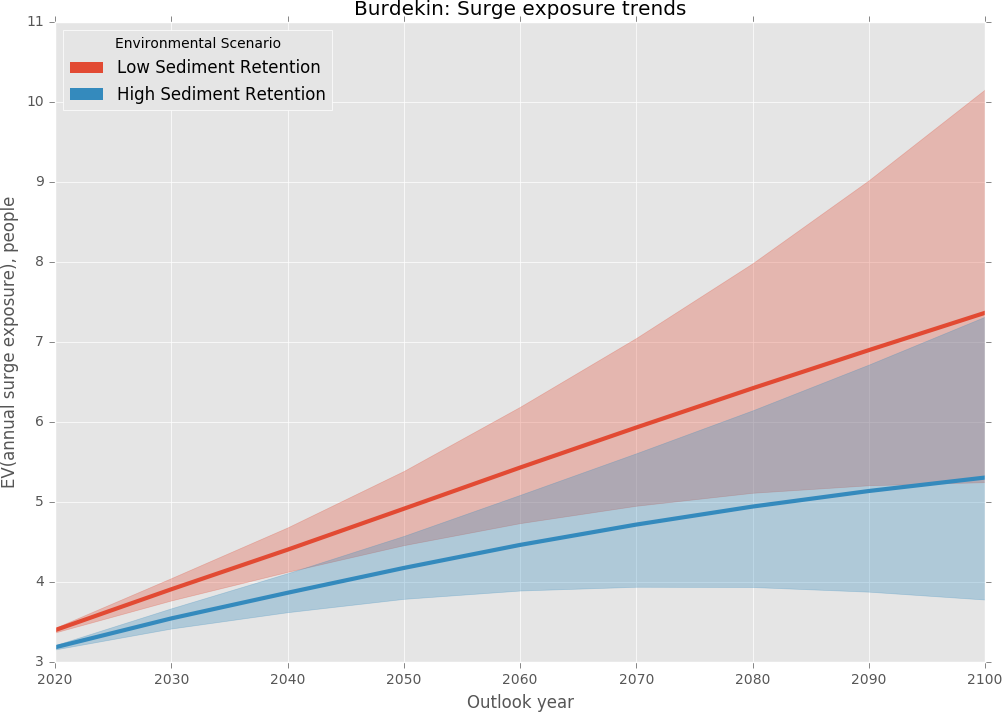 Burdekin: Surge exposure trends
Environmental Scenario
Low Sediment Retention
High Sediment Retention
EV(annual surge exposure), people
11
10
9
8
7
6
5
4
3
2020 2030 2040 2050 2060 2070 2080 2090 2100
Outlook year